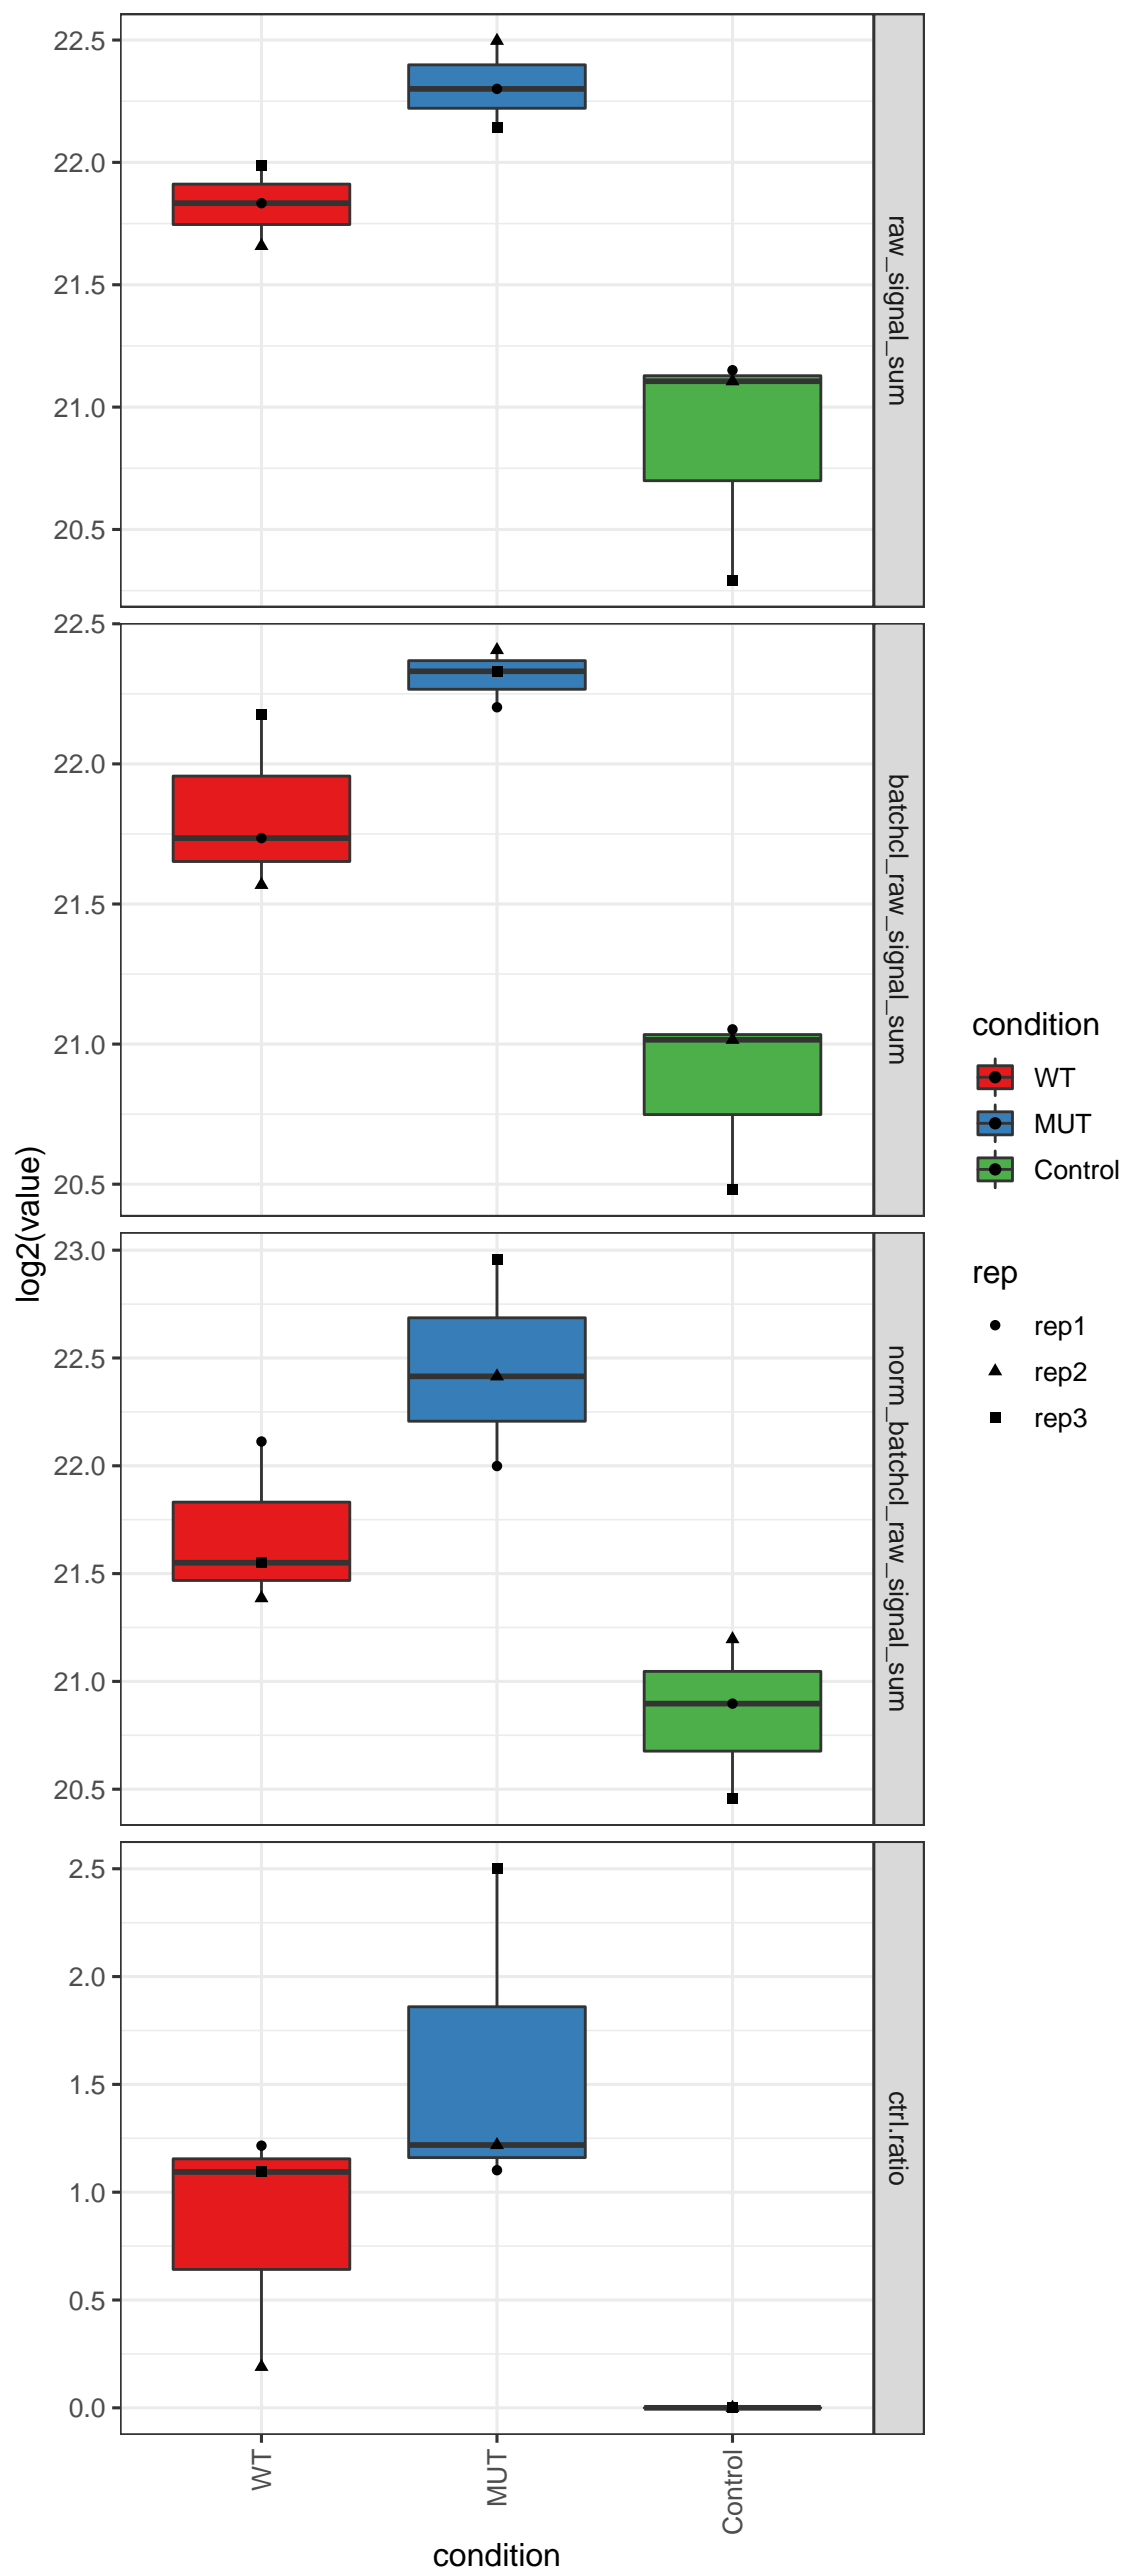 22.5
22.0
21.5
21.0
20.5
raw_signal_sum
22.5
22.0
21.5
21.0
20.5
batchcl_raw_signal_sum
23.0
22.5
22.0
21.5
21.0
20.5
norm_batchcl_raw_signal_sum
2.5
2.0
1.5
1.0
0.5
0.0
ctrl.ratio
log2(value)
WT
MUT
Control
condition
condition
WT
MUT
Control
rep
rep1
rep2
rep3